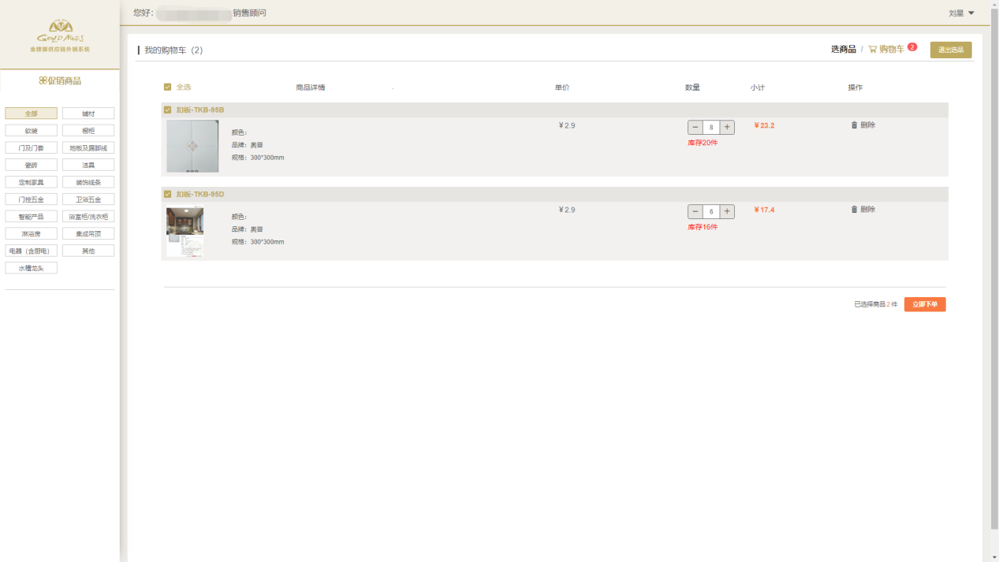 您好：
销售顾问
刘星
GOLD MANTIS
金螳螂供应链外销系统
促销商品
全部
辅材
软装
橱柜
门及门套
地板及踢脚线
瓷砖
洁具
定制家具
装饰线条
门控五金
卫浴五金
智能产品
浴室柜/洗衣柜
淋浴房
集成吊顶
电器（含厨电）
其他
水槽龙头
我的购物车（2）
选商品 / 购物车 2
退出选品
全选 商品详情 单价 数量 小计 操作
扣板-TKB-95B
颜色：
品牌：奥普
规格：300*300mm
¥2.9
− 8 +
库存20件
¥23.2
删除
扣板-TKB-95D
颜色：
品牌：奥普
规格：300*300mm
¥2.9
− 6 +
库存16件
¥17.4
删除
已选择商品2件
立即下单